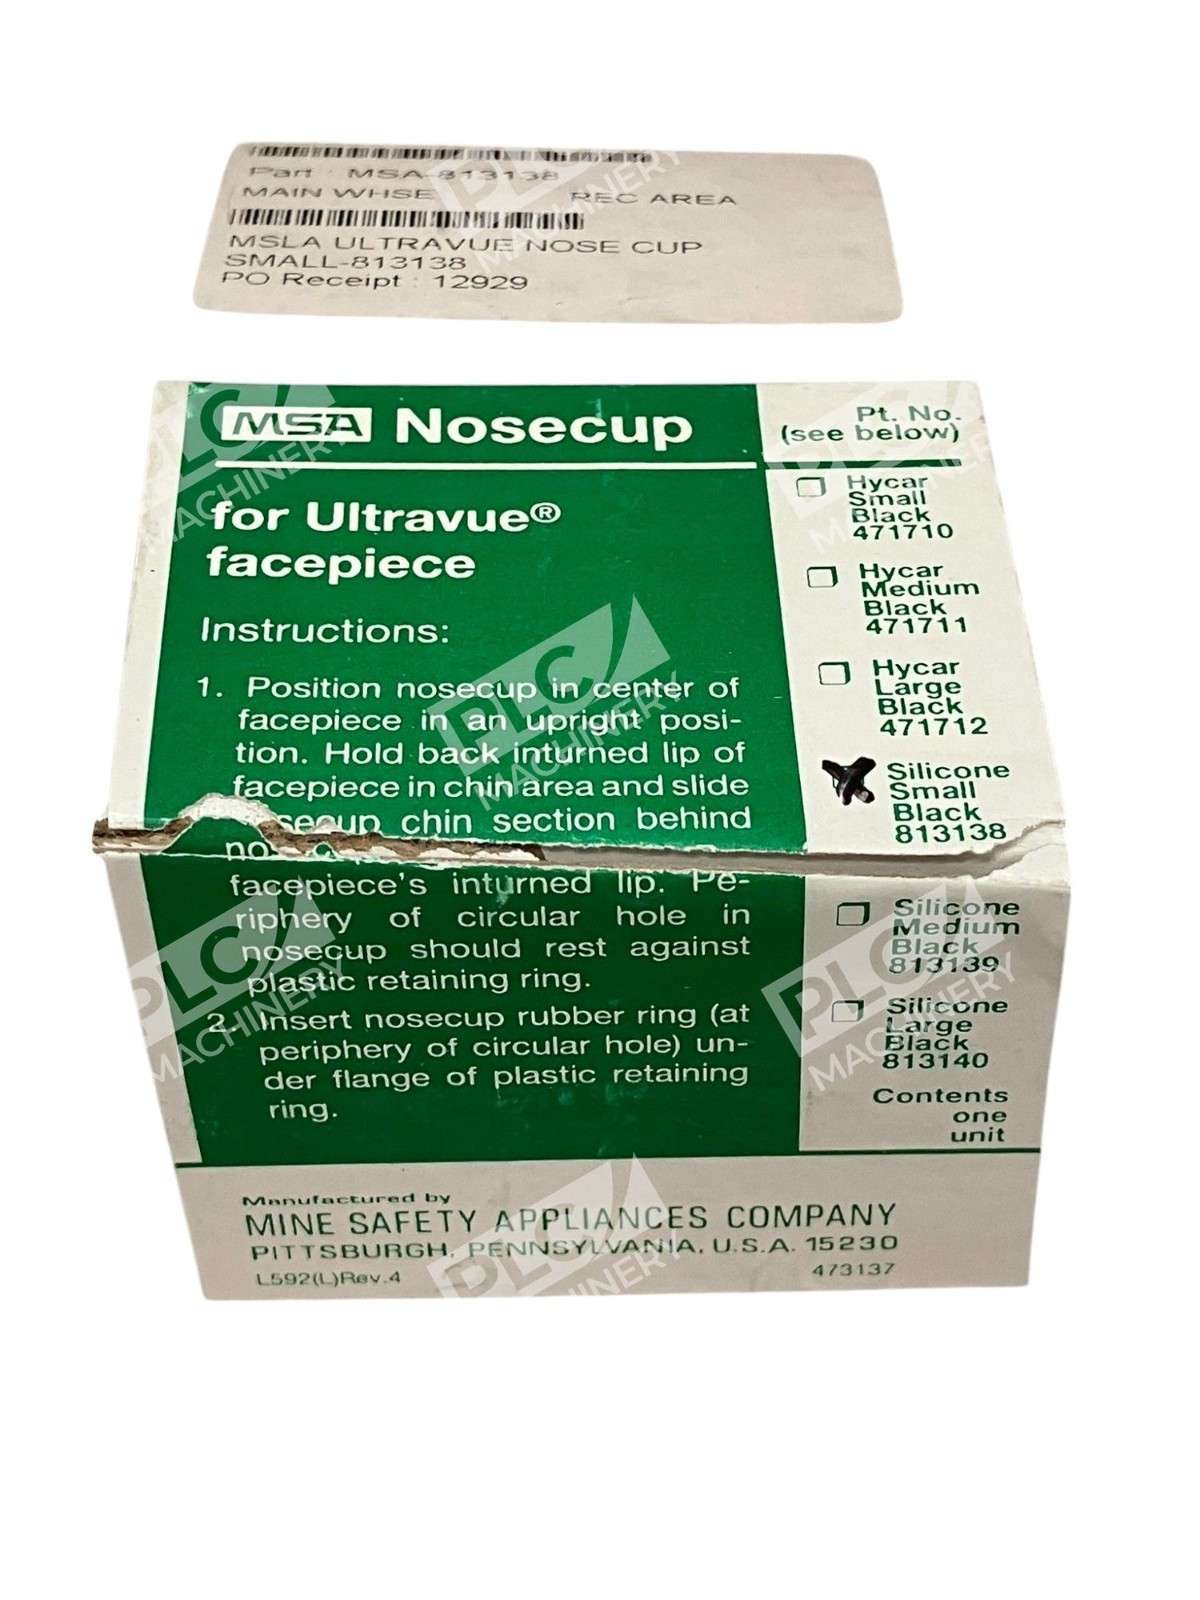 Part : MSA-813138
MAIN WHSE REC AREA
MSLA ULTRAVUE NOSE CUP
SMALL-813138
PO Receipt : 12929
MSA Nosecup
for Ultravue®
facepiece
Instructions:
1. Position nosecup in center of
facepiece in an upright posi-
tion. Hold back inturned lip of
facepiece in chin area and slide
chin section behind
facepiece's inturned lip. Pe-
riphery of circular hole in
nosecup should rest against
plastic retaining ring.
2. Insert nosecup rubber ring (at
periphery of circular hole) un-
der flange of plastic retaining
ring.
Pt. No.
(see below)
Hycar
Small
Black
471710
Hycar
Medium
Black
471711
Hycar
Large
Black
471712
Silicone
Small
Black
813138
Silicone
Medium
Black
813139
Silicone
Large
Black
813140
Contents
one
unit
Manufactured by
MINE SAFETY APPLIANCES COMPANY
PITTSBURGH, PENNSYLVANIA, U.S.A. 15230
L592(L)Rev.4 473137
PLC
MACHINERY